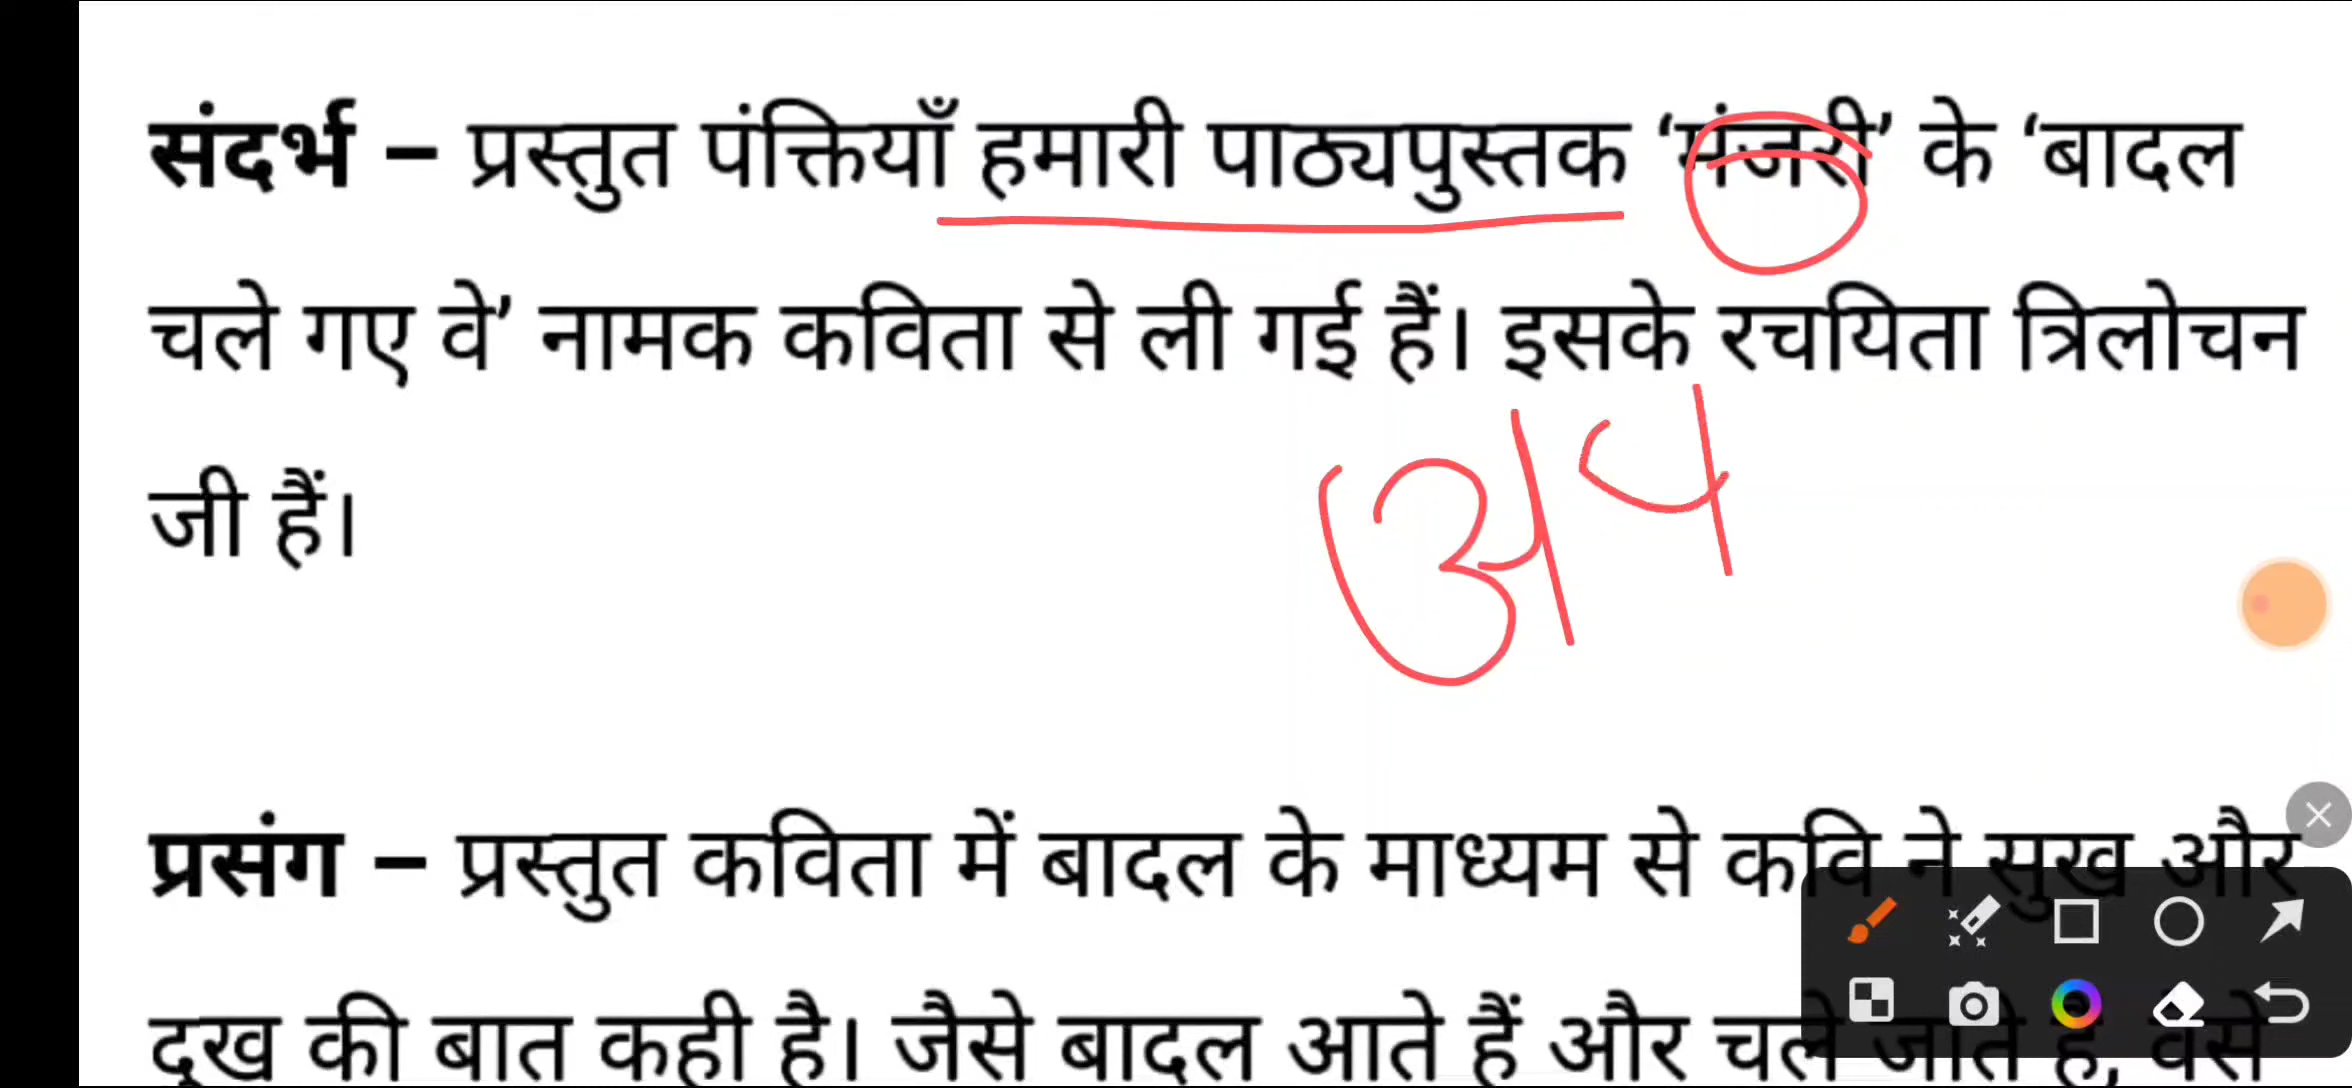 संदर्भ – प्रस्तुत पंक्तियाँ हमारी पाठ्यपुस्तक ‘मंजरी’ के ‘बादल
चले गए वे’ नामक कविता से ली गई हैं। इसके रचयिता त्रिलोचन
जी हैं।
प्रसंग – प्रस्तुत कविता में बादल के माध्यम से कवि ने सुख और
दुख की बात कही है। जैसे बादल आते हैं और चले जाते हैं, वैसे